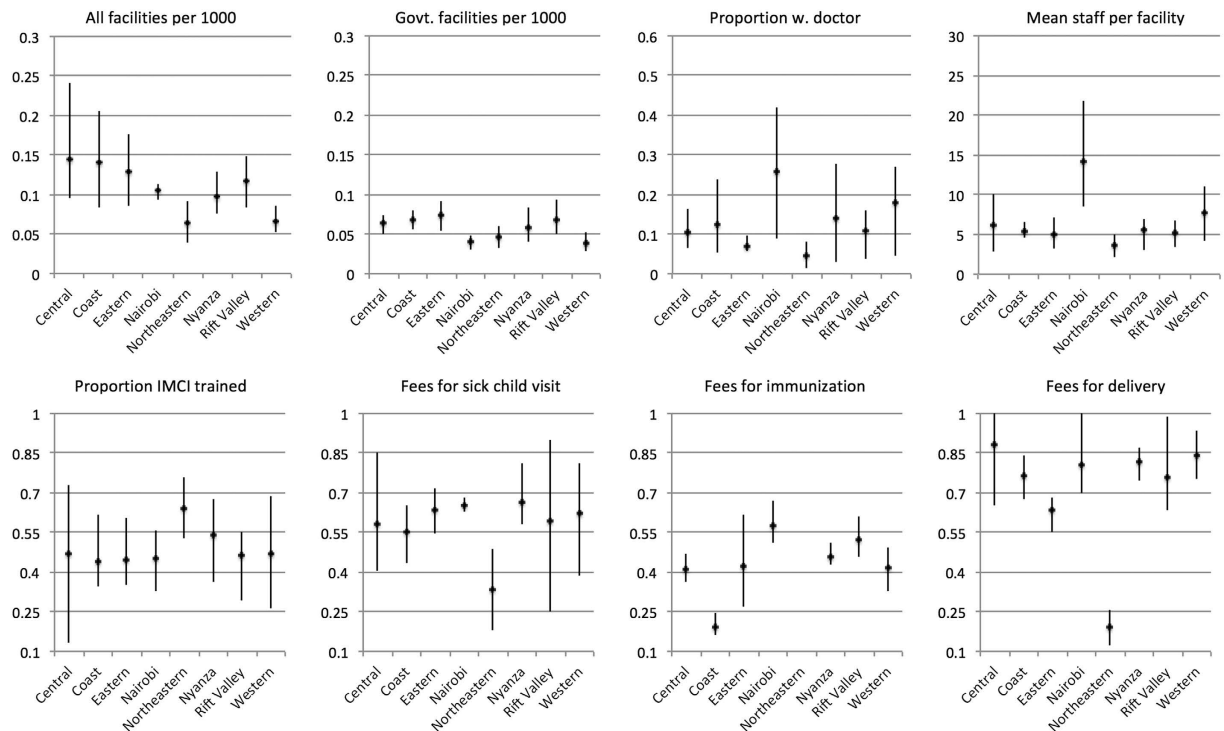 All facilities per 1000
0.3
0.25
0.2
0.15
0.1
0.05
0
Central
Coast
Eastern
Nairobi
Northeastern
Nyanza
Rift Valley
Western
Govt. facilities per 1000
0.3
0.25
0.2
0.15
0.1
0.05
0
Central
Coast
Eastern
Nairobi
Northeastern
Nyanza
Rift Valley
Western
Proportion w. doctor
0.6
0.5
0.4
0.3
0.2
0.1
0
Central
Coast
Eastern
Nairobi
Northeastern
Nyanza
Rift Valley
Western
Mean staff per facility
30
25
20
15
10
5
0
Central
Coast
Eastern
Nairobi
Northeastern
Nyanza
Rift Valley
Western
Proportion IMCI trained
1
0.85
0.7
0.55
0.4
0.25
0.1
Central
Coast
Eastern
Nairobi
Northeastern
Nyanza
Rift Valley
Western
Fees for sick child visit
1
0.85
0.7
0.55
0.4
0.25
0.1
Central
Coast
Eastern
Nairobi
Northeastern
Nyanza
Rift Valley
Western
Fees for immunization
1
0.85
0.7
0.55
0.4
0.25
0.1
Central
Coast
Eastern
Nairobi
Northeastern
Nyanza
Rift Valley
Western
Fees for delivery
1
0.85
0.7
0.55
0.4
0.25
0.1
Central
Coast
Eastern
Nairobi
Northeastern
Nyanza
Rift Valley
Western